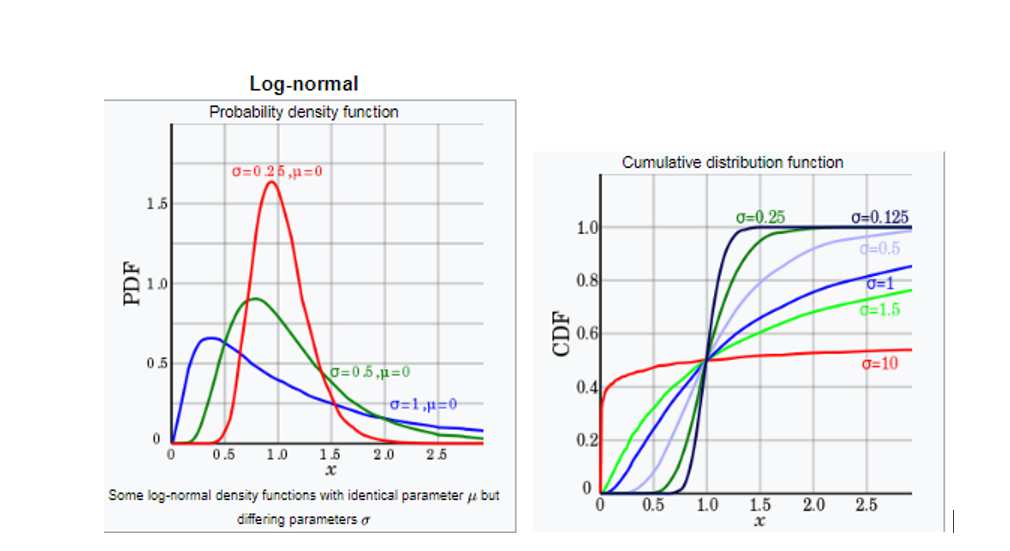 Log-normal
Probability density function
σ=0.25,μ=0
1.5
PDF
1.0
0.5
σ=0.5,μ=0
σ=1,μ=0
0
0 0.5 1.0 1.5 2.0 2.5
x
Some log-normal density functions with identical parameter μ but
differing parameters σ
Cumulative distribution function
σ=0.25 σ=0.125
1.0
σ=0.5
0.8
σ=1
σ=1.5
CDF
0.6
σ=10
0.4
0.2
0
0 0.5 1.0 1.5 2.0 2.5
x